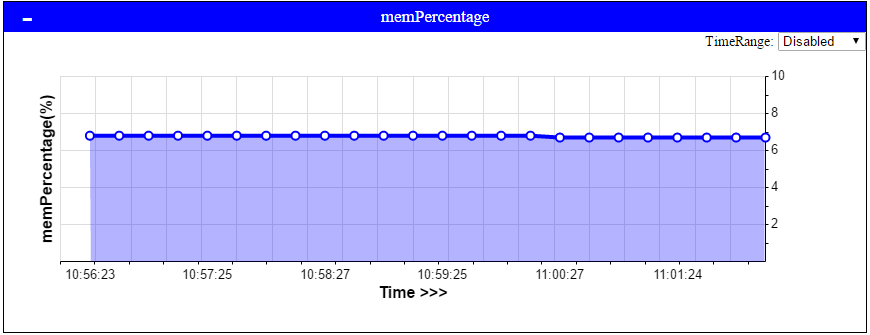 memPercentage
TimeRange: Disabled
10
8
6
4
2
memPercentage(%)
10:56:23 10:57:25 10:58:27 10:59:25 11:00:27 11:01:24
Time >>>